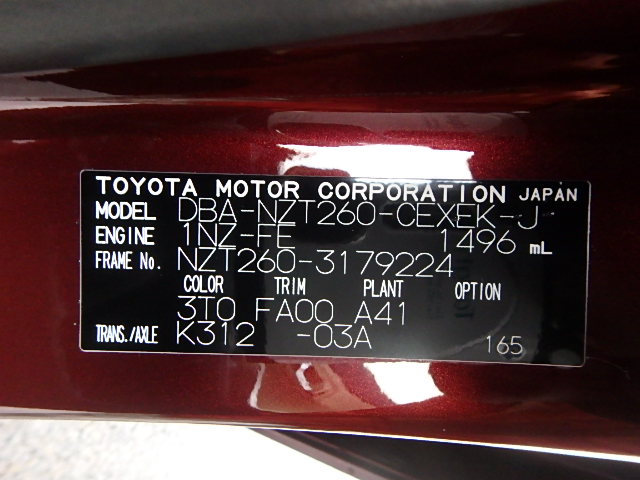 TOYOTA MOTOR CORPORATION JAPAN
MODEL DBA-NZT260-CEXEK-J
ENGINE 1NZ-FE 1496 mL
FRAME No. NZT260-3179224
COLOR TRIM PLANT OPTION
3T0 FA00 A41
TRANS./AXLE K312 -03A 165